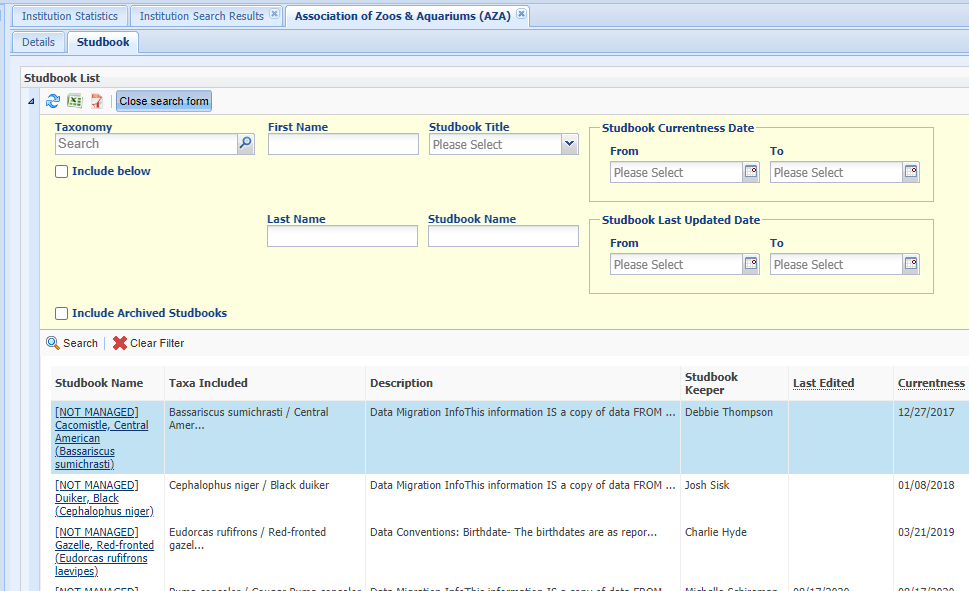 Institution Statistics
Institution Search Results
Association of Zoos & Aquariums (AZA)
Details
Studbook
Studbook List
Close search form
Taxonomy
First Name
Studbook Title
Studbook Currentness Date
Search
Please Select
From
To
Please Select
Please Select
Include below
Last Name
Studbook Name
Studbook Last Updated Date
From
To
Please Select
Please Select
Include Archived Studbooks
Search
Clear Filter
Studbook Name
Taxa Included
Description
Studbook
Keeper
Last Edited
Currentness
[NOT MANAGED]
Cacomistle, Central
American
(Bassariscus
sumichrasti)
Bassariscus sumichrasti / Central
Amer...
Data Migration InfoThis information IS a copy of data FROM ...
Debbie Thompson
12/27/2017
[NOT MANAGED]
Duiker, Black
(Cephalophus niger)
Cephalophus niger / Black duiker
Data Migration InfoThis information IS a copy of data FROM ...
Josh Sisk
01/08/2018
[NOT MANAGED]
Gazelle, Red-fronted
(Eudorcas rufifrons
laevipes)
Eudorcas rufifrons / Red-fronted
gazel...
Data Conventions: Birthdate- The birthdates are as repor...
Charlie Hyde
03/21/2019
[NOT MANAGED]